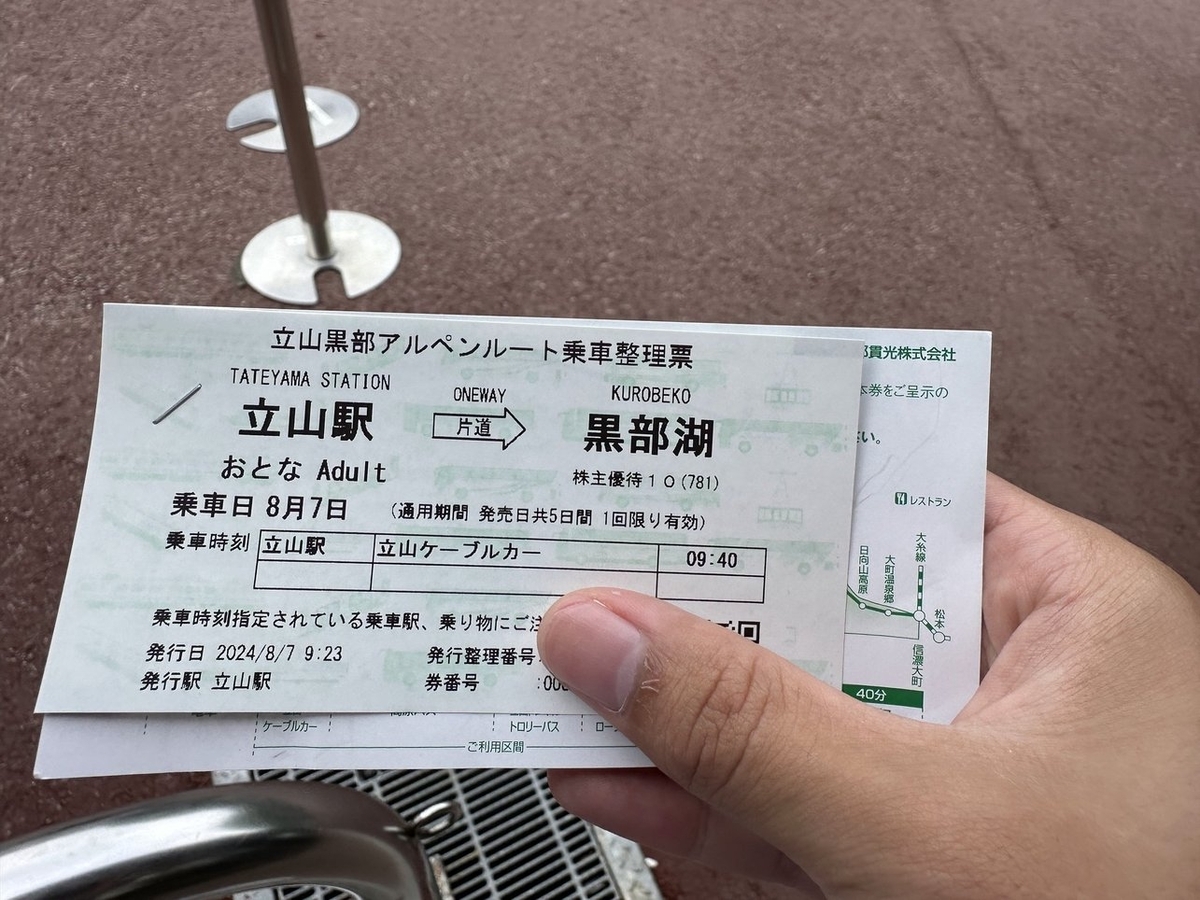 立山黒部アルペンルート乗車整理票
TATEYAMA STATION ONEWAY KUROBEKO
立山駅 片道 黒部湖
おとな Adult 株主優待10(781)
乗車日 8月7日 (通用期間 発売日共5日間 1回限り有効)
乗車時刻 立山駅 立山ケーブルカー 09:40
乗車時刻指定されている乗車駅、乗り物にご
発行日 2024/8/7 9:23 発行整理番号:
発行駅 立山駅 券番号 :00
貫光株式会社
本券をご呈示の
さい。
レストラン
大糸線
日向山高原
大町温泉郷
松本
信濃大町
40分
ケーブルカー
トロリーバス
ロー
ご利用区間